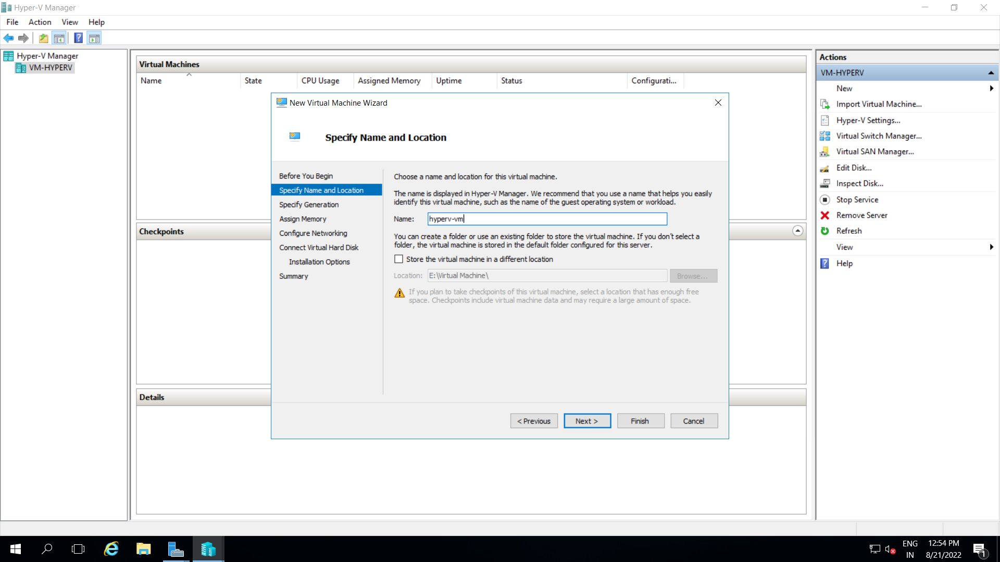 Hyper-V Manager
File Action View Help
Hyper-V Manager
VM-HYPERV
Virtual Machines
Name State CPU Usage Assigned Memory Uptime Status Configurati...
Checkpoints
Details
New Virtual Machine Wizard
Specify Name and Location
Before You Begin
Specify Name and Location
Specify Generation
Assign Memory
Configure Networking
Connect Virtual Hard Disk
Installation Options
Summary
Choose a name and location for this virtual machine.
The name is displayed in Hyper-V Manager. We recommend that you use a name that helps you easily
identify this virtual machine, such as the name of the guest operating system or workload.
Name: hyperv-vm
You can create a folder or use an existing folder to store the virtual machine. If you don't select a
folder, the virtual machine is stored in the default folder configured for this server.
Store the virtual machine in a different location
Location: E:\Virtual Machine\ Browse...
If you plan to take checkpoints of this virtual machine, select a location that has enough free
space. Checkpoints include virtual machine data and may require a large amount of space.
< Previous Next > Finish Cancel
Actions
VM-HYPERV
New
Import Virtual Machine...
Hyper-V Settings...
Virtual Switch Manager...
Virtual SAN Manager...
Edit Disk...
Inspect Disk...
Stop Service
Remove Server
Refresh
View
Help
ENG
IN
12:54 PM
8/21/2022
1